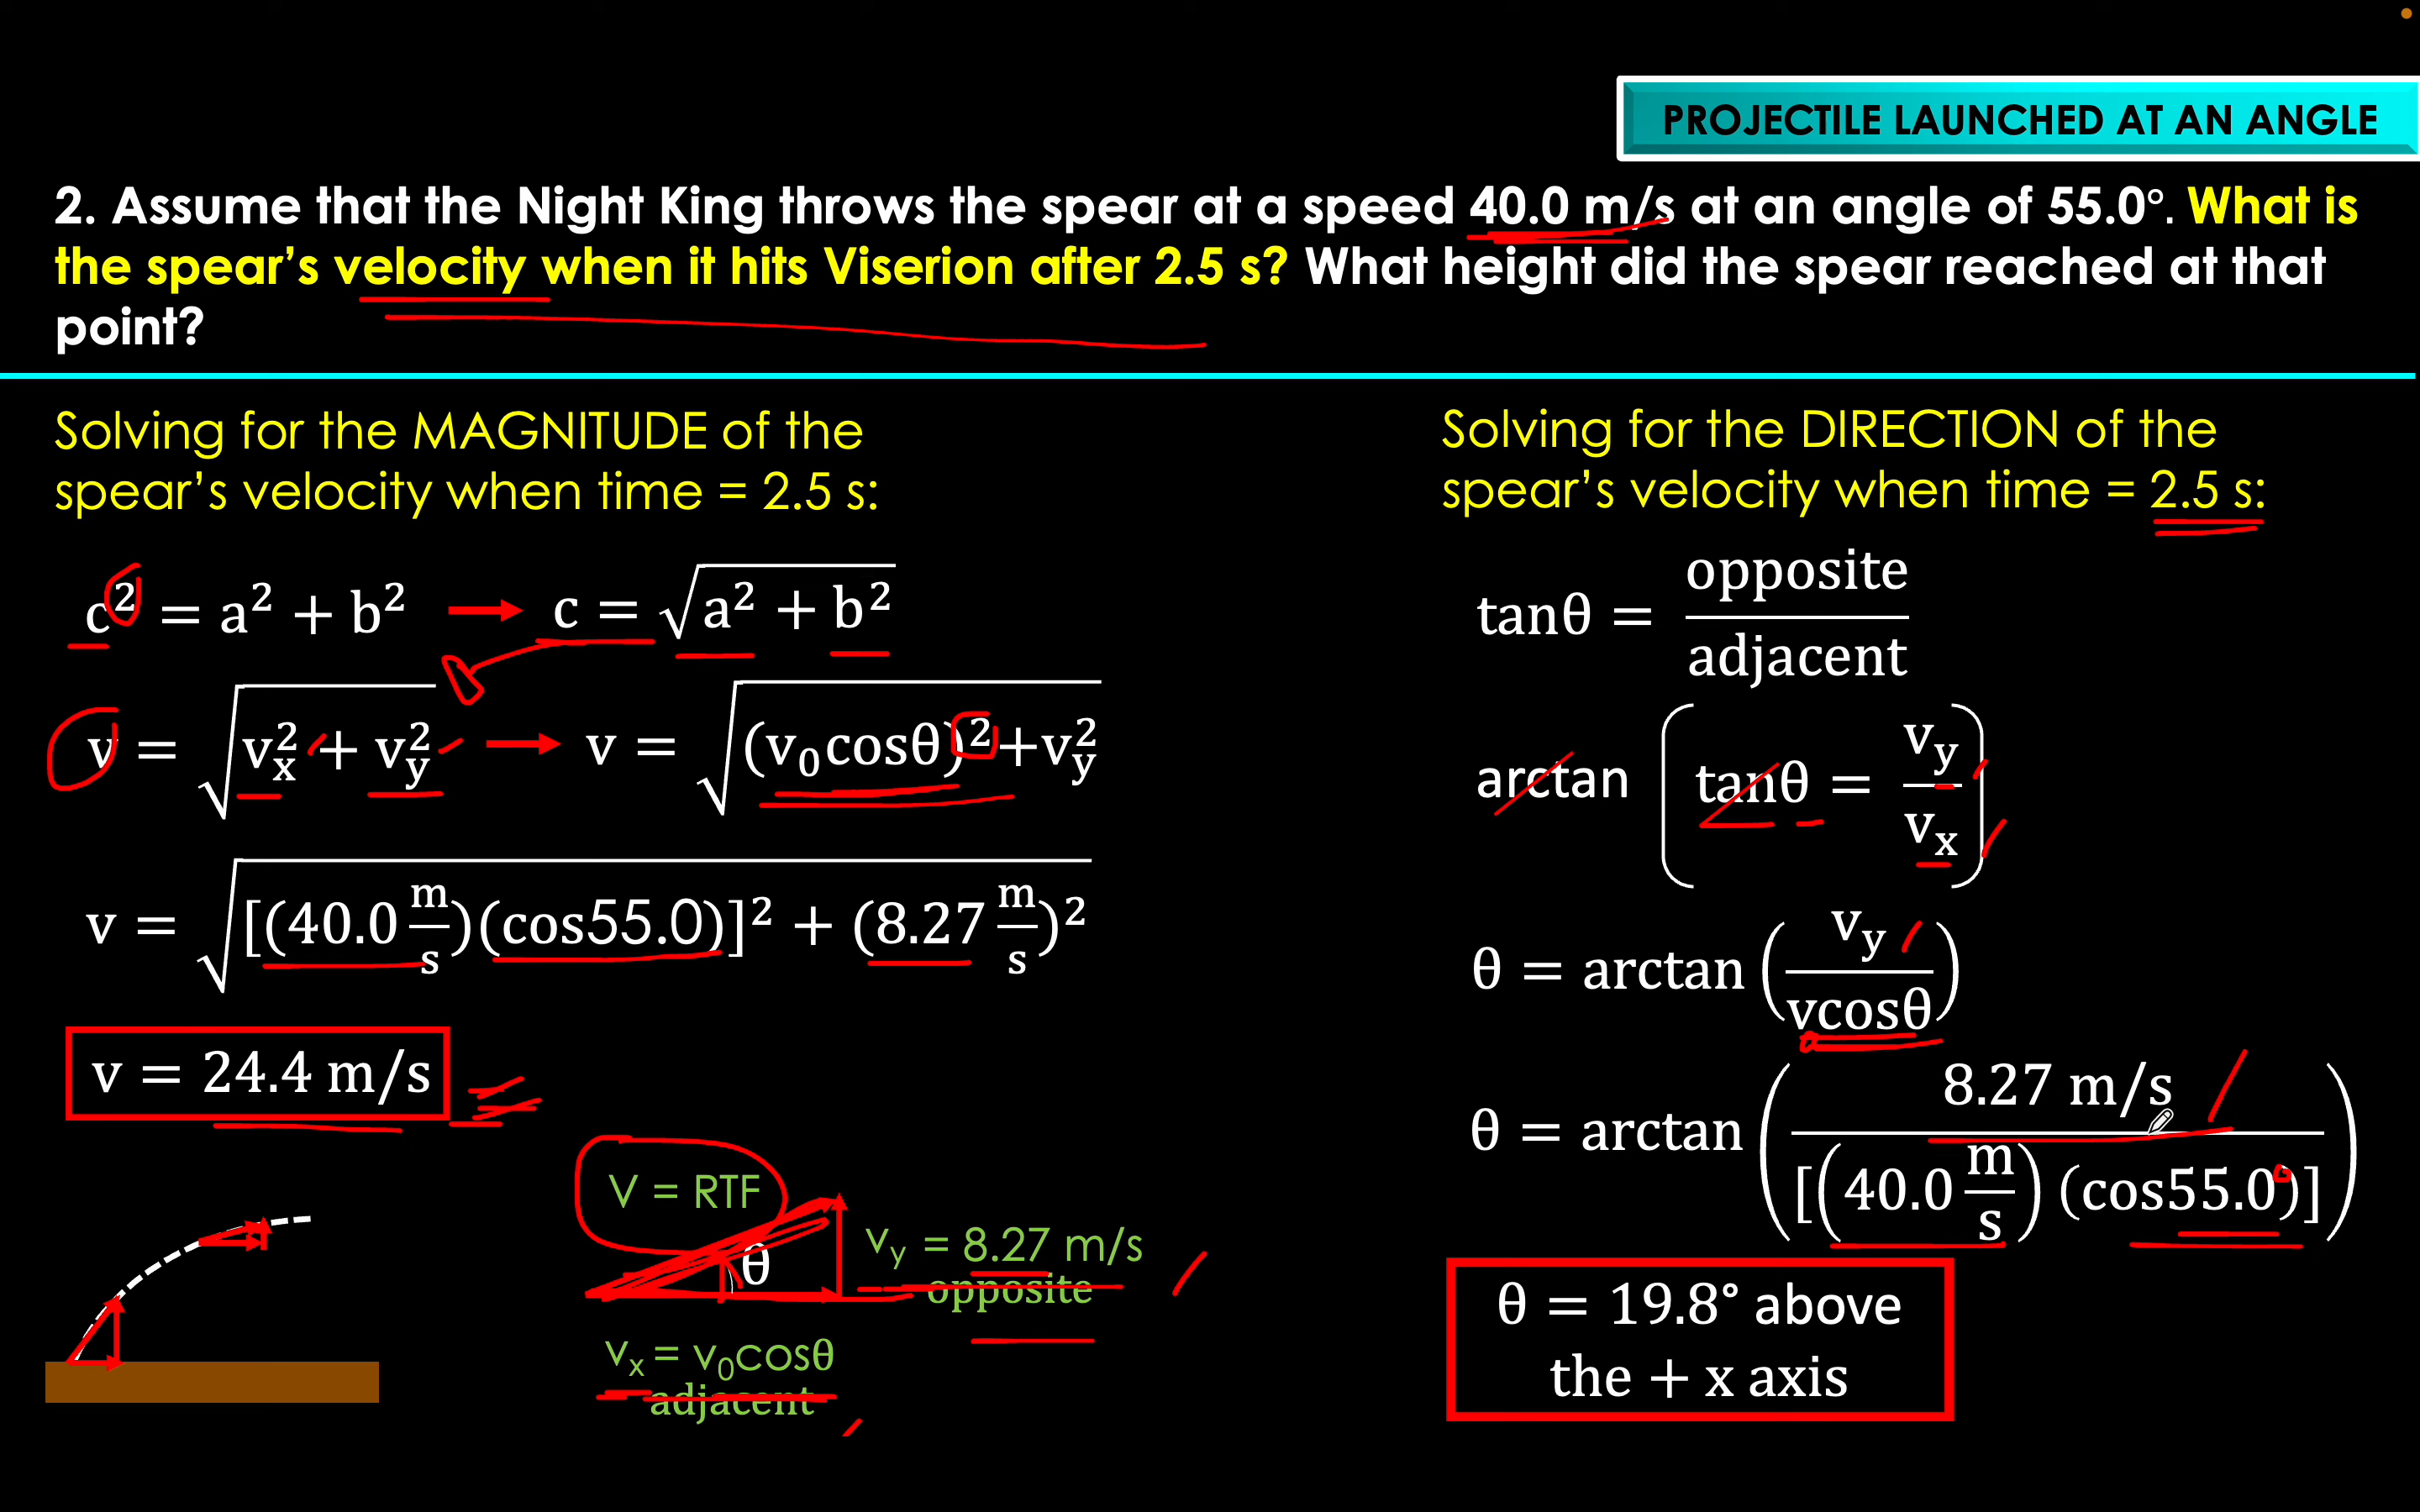 PROJECTILE LAUNCHED AT AN ANGLE
2. Assume that the Night King throws the spear at a speed 40.0 m/s at an angle of 55.0°. What is
the spear's velocity when it hits Viserion after 2.5 s? What height did the spear reached at that
point?
Solving for the MAGNITUDE of the
spear's velocity when time = 2.5 s:
c² = a² + b² → c = √(a² + b²)
v = √(vₓ² + v_y²) → v = √((v₀cosθ)²+v_y²)
v = √([(40.0 m/s)(cos55.0)]² + (8.27 m/s)²)
v = 24.4 m/s
V = RTF
θ
v_y = 8.27 m/s
opposite
vₓ = v₀cosθ
adjacent
Solving for the DIRECTION of the
spear's velocity when time = 2.5 s:
tanθ = opposite/adjacent
arctan (tanθ = v_y/vₓ)
θ = arctan (v_y/vcosθ)
θ = arctan (8.27 m/s / [(40.0 m/s) (cos55.0°)])
θ = 19.8° above
the + x axis